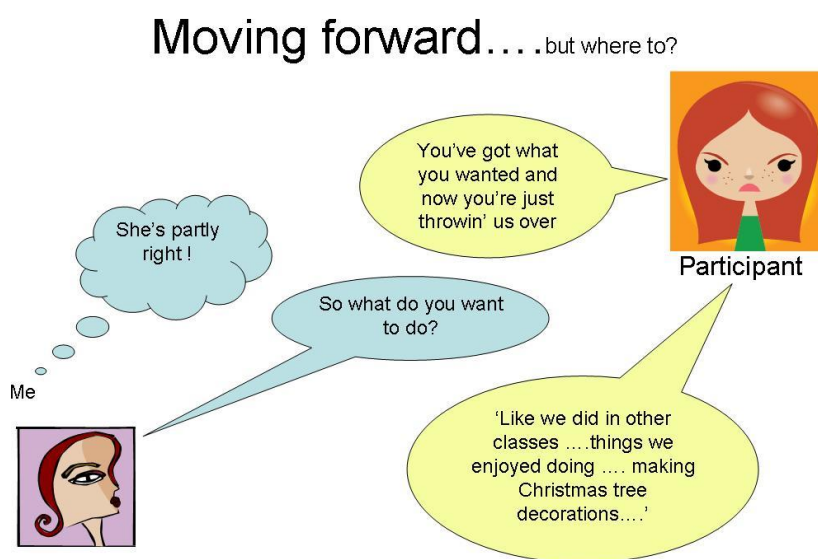 Moving forward....but where to?
You've got what
you wanted and
now you're just
throwin' us over
Participant
She's partly
right !
Me
So what do you want
to do?
'Like we did in other
classes ....things we
enjoyed doing .... making
Christmas tree
decorations....'